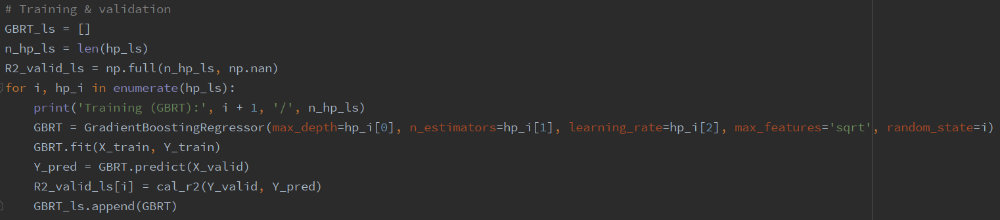 # Training & validation
GBRT_ls = []
n_hp_ls = len(hp_ls)
R2_valid_ls = np.full(n_hp_ls, np.nan)
for i, hp_i in enumerate(hp_ls):
    print('Training (GBRT):', i + 1, '/', n_hp_ls)
    GBRT = GradientBoostingRegressor(max_depth=hp_i[0], n_estimators=hp_i[1], learning_rate=hp_i[2], max_features='sqrt', random_state=i)
    GBRT.fit(X_train, Y_train)
    Y_pred = GBRT.predict(X_valid)
    R2_valid_ls[i] = cal_r2(Y_valid, Y_pred)
    GBRT_ls.append(GBRT)